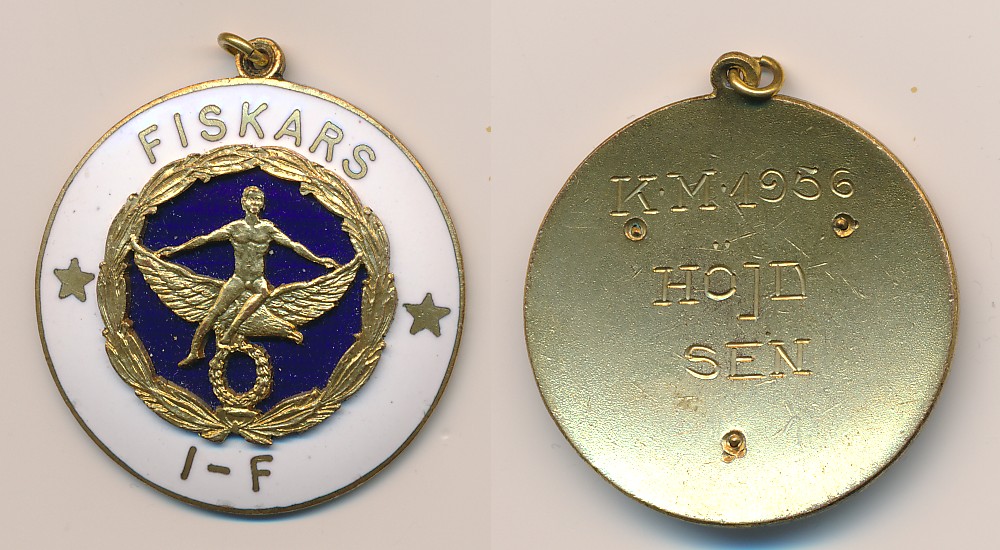 FISKARS
I-F
K·M·1956
HÖJD
SEN